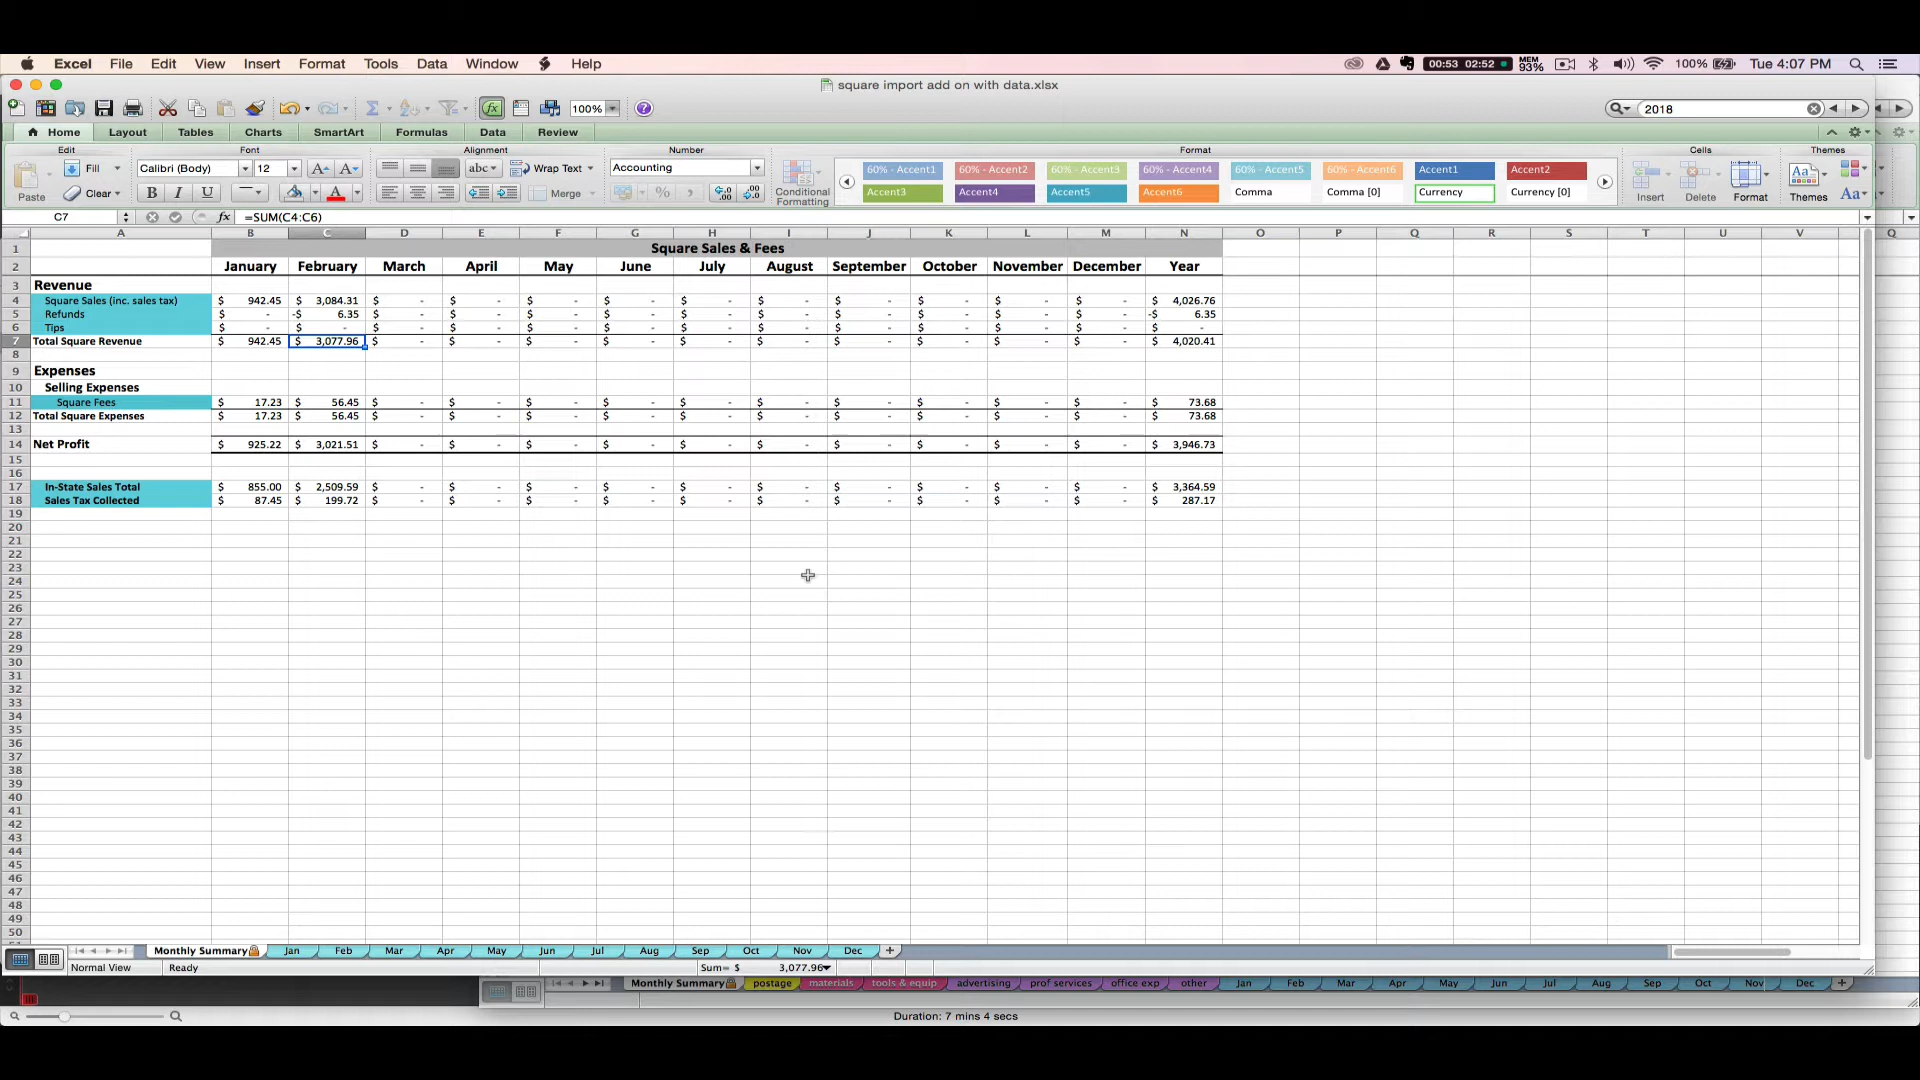 Excel File Edit View Insert Format Tools Data Window Help 00:53 02:52 MEM 93% 100% Tue 4:07 PM
square import add on with data.xlsx
100% 2018
Home Layout Tables Charts SmartArt Formulas Data Review
Edit Font Alignment Number Format Cells Themes
Fill Calibri (Body) 12 abc Wrap Text Accounting 60% - Accent1 60% - Accent2 60% - Accent3 60% - Accent4 60% - Accent5 60% - Accent6 Accent1 Accent2
Paste Clear B I U A Merge % Conditional Formatting Accent3 Accent4 Accent5 Accent6 Comma Comma [0] Currency Currency [0] Insert Delete Format Themes Aa
C7 fx =SUM(C4:C6)
A B C D E F G H I J K L M N O P Q R S T U V Q
1 Square Sales & Fees
2 January February March April May June July August September October November December Year
3 Revenue
4 Square Sales (inc. sales tax) $ 942.45 $ 3,084.31 $ - $ - $ - $ - $ - $ - $ - $ - $ - $ - $ 4,026.76
5 Refunds $ - -$ 6.35 $ - $ - $ - $ - $ - $ - $ - $ - $ - $ - -$ 6.35
6 Tips $ - $ - $ - $ - $ - $ - $ - $ - $ - $ - $ - $ - $ -
7 Total Square Revenue $ 942.45 $ 3,077.96 $ - $ - $ - $ - $ - $ - $ - $ - $ - $ - $ 4,020.41
8
9 Expenses
10 Selling Expenses
11 Square Fees $ 17.23 $ 56.45 $ - $ - $ - $ - $ - $ - $ - $ - $ - $ - $ 73.68
12 Total Square Expenses $ 17.23 $ 56.45 $ - $ - $ - $ - $ - $ - $ - $ - $ - $ - $ 73.68
13
14 Net Profit $ 925.22 $ 3,021.51 $ - $ - $ - $ - $ - $ - $ - $ - $ - $ - $ 3,946.73
15
16
17 In-State Sales Total $ 855.00 $ 2,509.59 $ - $ - $ - $ - $ - $ - $ - $ - $ - $ - $ 3,364.59
18 Sales Tax Collected $ 87.45 $ 199.72 $ - $ - $ - $ - $ - $ - $ - $ - $ - $ - $ 287.17
19
20
21
22
23
24
25
26
27
28
29
30
31
32
33
34
35
36
37
38
39
40
41
42
43
44
45
46
47
48
49
50
Monthly Summary Jan Feb Mar Apr May Jun Jul Aug Sep Oct Nov Dec +
Normal View Ready Sum= $ 3,077.96
Monthly Summary postage materials tools & equip advertising prof services office exp other Jan Feb Mar Apr May Jun Jul Aug Sep Oct Nov Dec +
Duration: 7 mins 4 secs